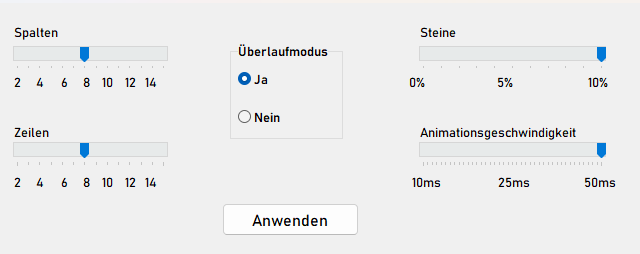 Spalten
2 4 6 8 10 12 14
Zeilen
2 4 6 8 10 12 14
Überlaufmodus
Ja
Nein
Anwenden
Steine
0% 5% 10%
Animationsgeschwindigkeit
10ms 25ms 50ms